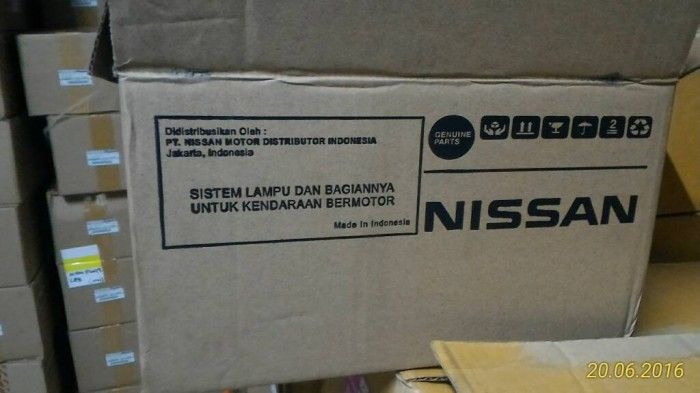 Didistribusikan Oleh :
PT. NISSAN MOTOR DISTRIBUTOR INDONESIA
Jakarta, Indonesia
SISTEM LAMPU DAN BAGIANNYA
UNTUK KENDARAAN BERMOTOR
Made In Indonesia
GENUINE
PARTS
2
NISSAN
20.06.2016